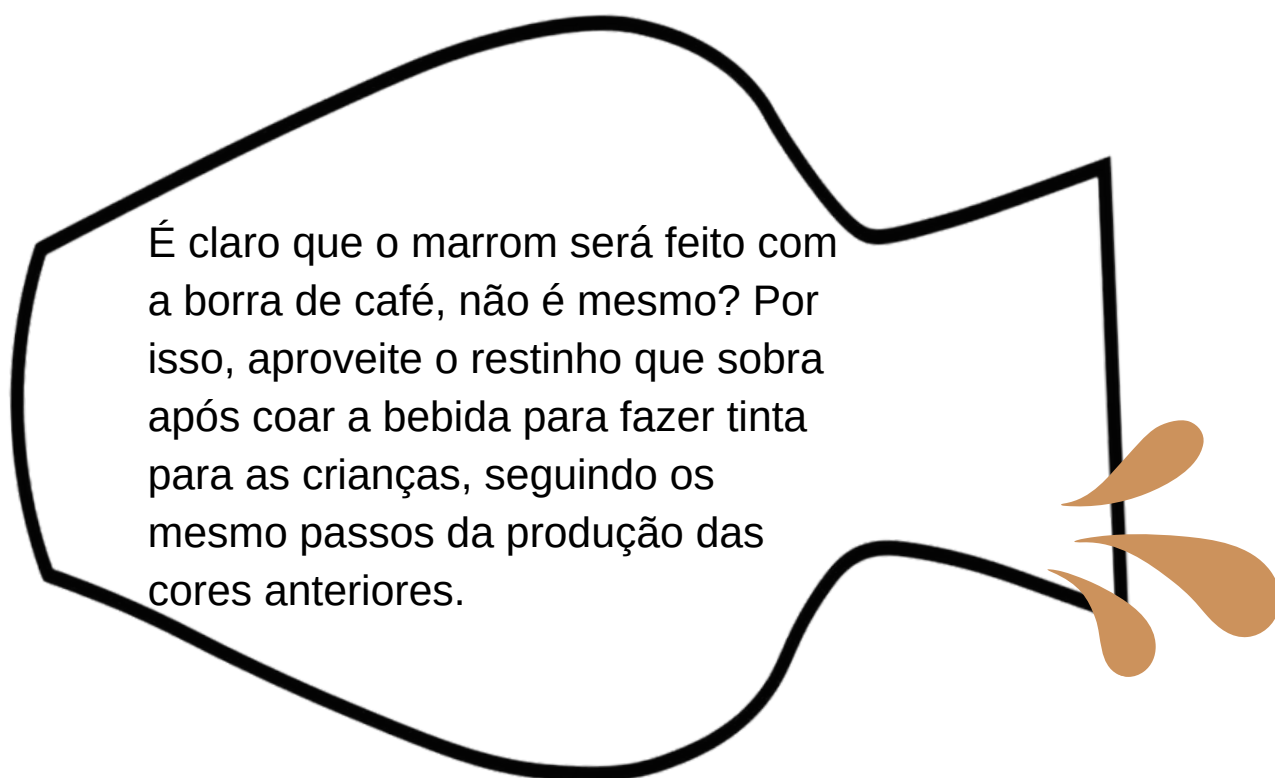 É claro que o marrom será feito com
a borra de café, não é mesmo? Por
isso, aproveite o restinho que sobra
após coar a bebida para fazer tinta
para as crianças, seguindo os
mesmo passos da produção das
cores anteriores.